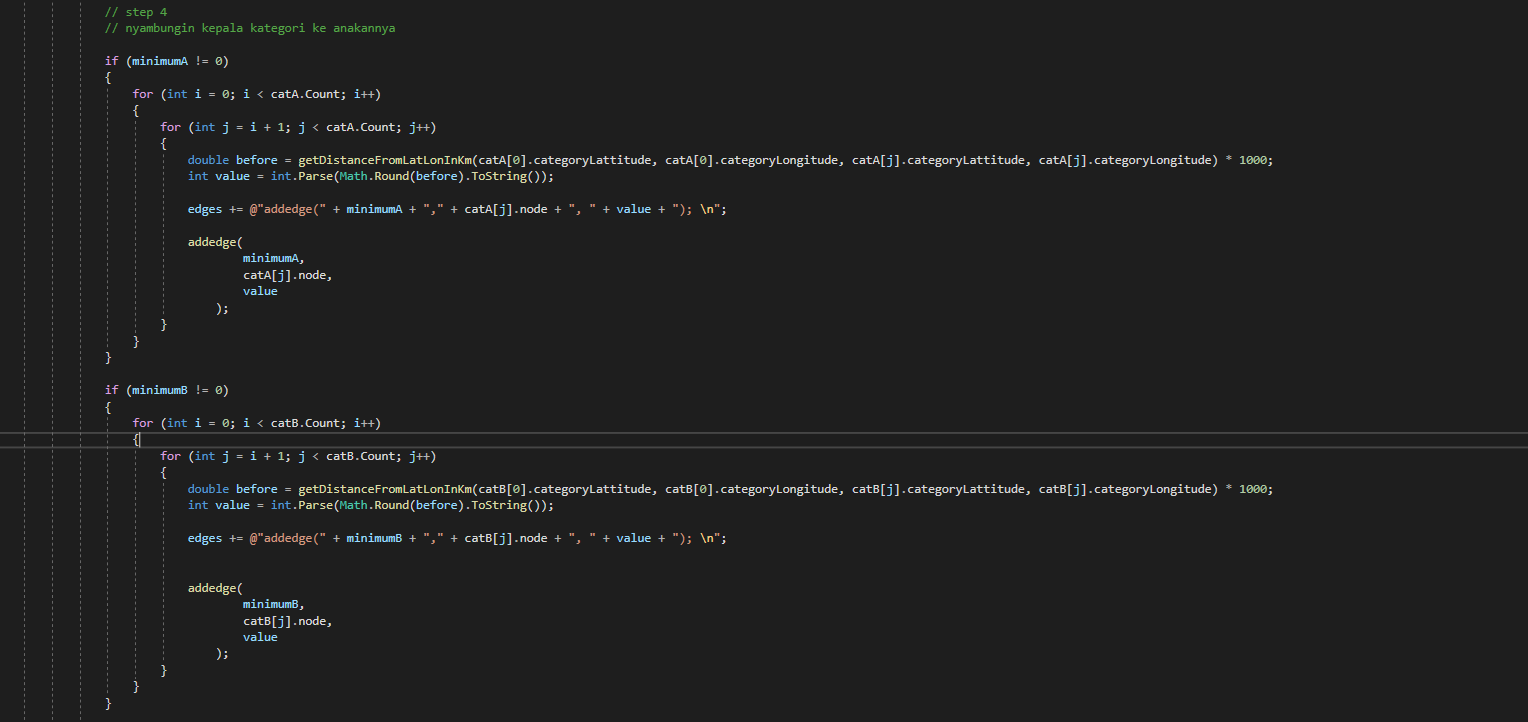 // step 4
// nyambungin kepala kategori ke anakannya
if (minimumA != 0)
{
for (int i = 0; i < catA.Count; i++)
{
for (int j = i + 1; j < catA.Count; j++)
{
double before = getDistanceFromLatLonInKm(catA[0].categoryLattitude, catA[0].categoryLongitude, catA[j].categoryLattitude, catA[j].categoryLongitude) * 1000;
int value = int.Parse(Math.Round(before).ToString());
edges += @"addedge(" + minimumA + "," + catA[j].node + ", " + value + "); \n";
addedge(
minimumA,
catA[j].node,
value
);
}
}
}
if (minimumB != 0)
{
for (int i = 0; i < catB.Count; i++)
{
for (int j = i + 1; j < catB.Count; j++)
{
double before = getDistanceFromLatLonInKm(catB[0].categoryLattitude, catB[0].categoryLongitude, catB[j].categoryLattitude, catB[j].categoryLongitude) * 1000;
int value = int.Parse(Math.Round(before).ToString());
edges += @"addedge(" + minimumB + "," + catB[j].node + ", " + value + "); \n";
addedge(
minimumB,
catB[j].node,
value
);
}
}
}